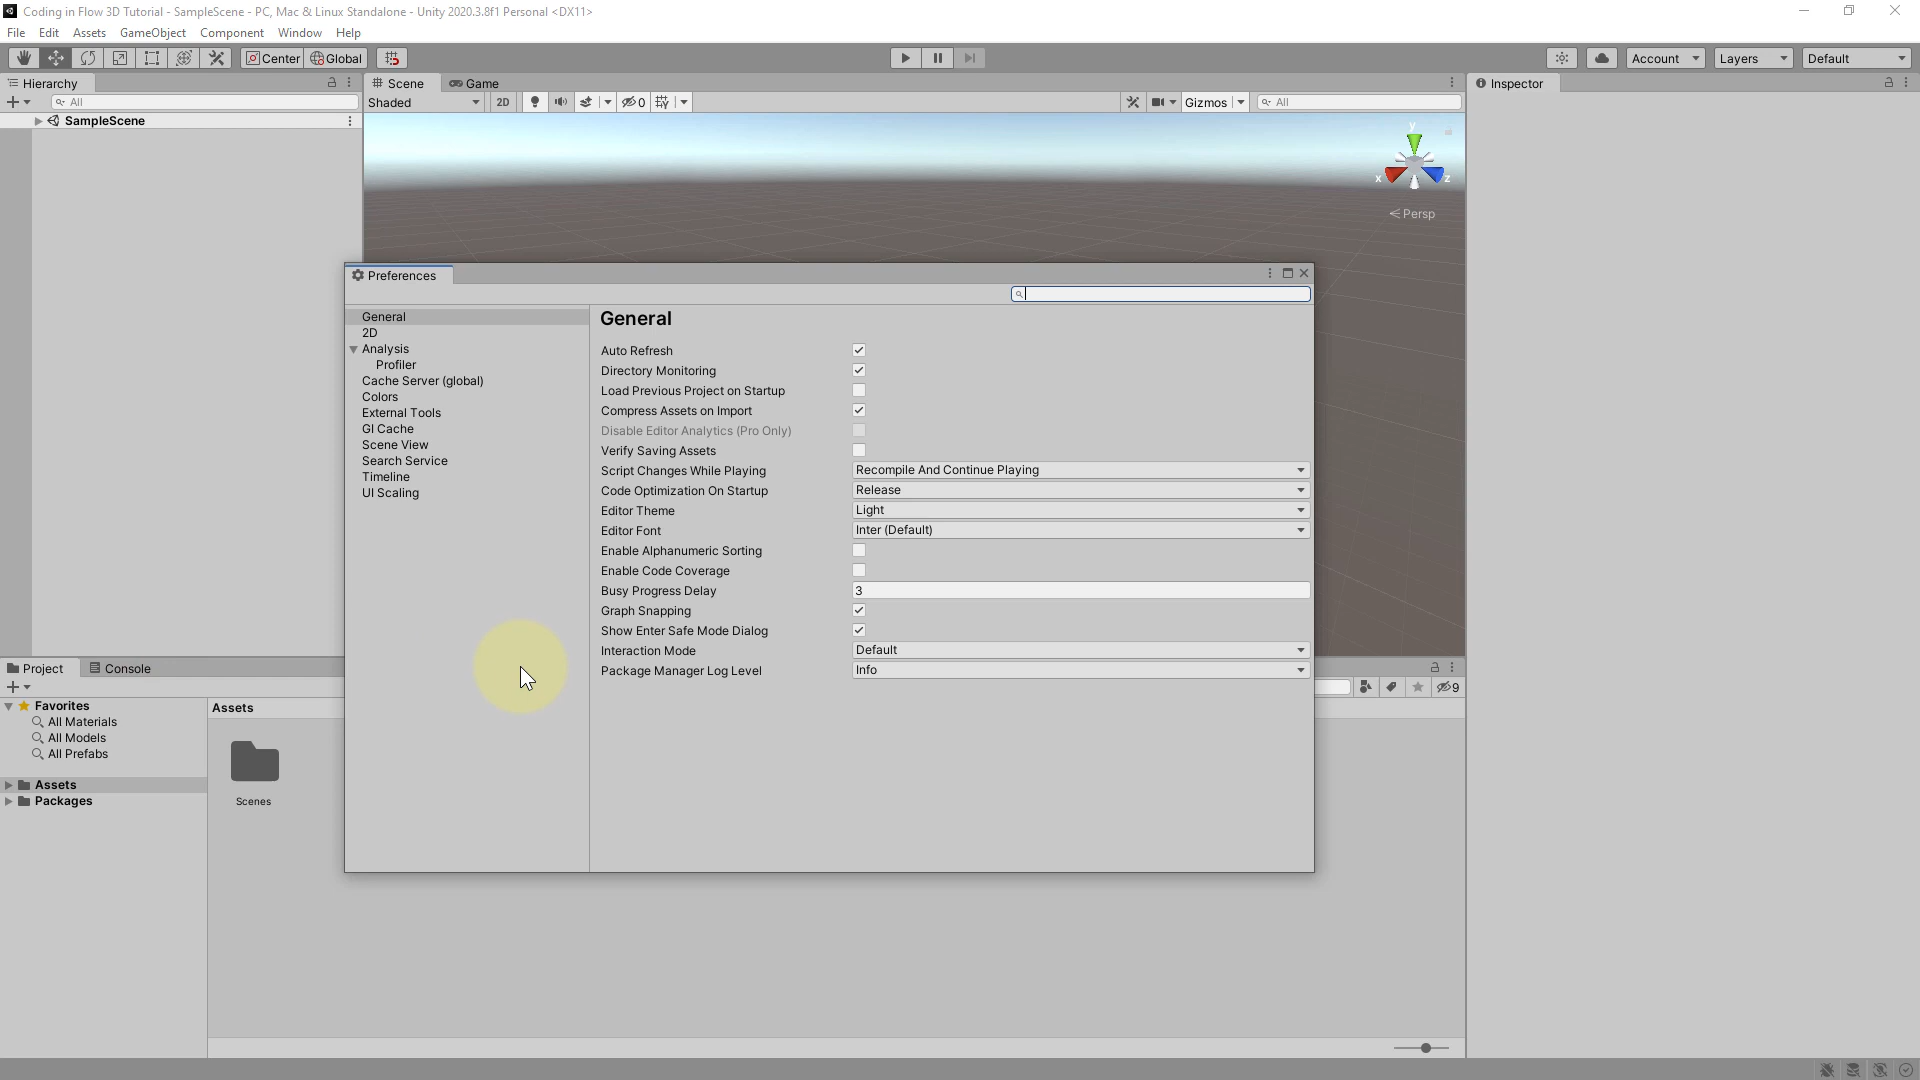 Coding in Flow 3D Tutorial - SampleScene - PC, Mac & Linux Standalone - Unity 2020.3.8f1 Personal <DX11>
File Edit Assets GameObject Component Window Help
Center Global Account Layers Default
Hierarchy
Scene Game
Inspector
All
Shaded 2D 0 Gizmos All
SampleScene
y
x z
Persp
Preferences
General
2D
Analysis
Profiler
Cache Server (global)
Colors
External Tools
GI Cache
Scene View
Search Service
Timeline
UI Scaling
General
Auto Refresh
Directory Monitoring
Load Previous Project on Startup
Compress Assets on Import
Disable Editor Analytics (Pro Only)
Verify Saving Assets
Script Changes While Playing Recompile And Continue Playing
Code Optimization On Startup Release
Editor Theme Light
Editor Font Inter (Default)
Enable Alphanumeric Sorting
Enable Code Coverage
Busy Progress Delay 3
Graph Snapping
Show Enter Safe Mode Dialog
Interaction Mode Default
Package Manager Log Level Info
Project Console
9
Favorites
All Materials
All Models
All Prefabs
Assets
Packages
Assets
Scenes